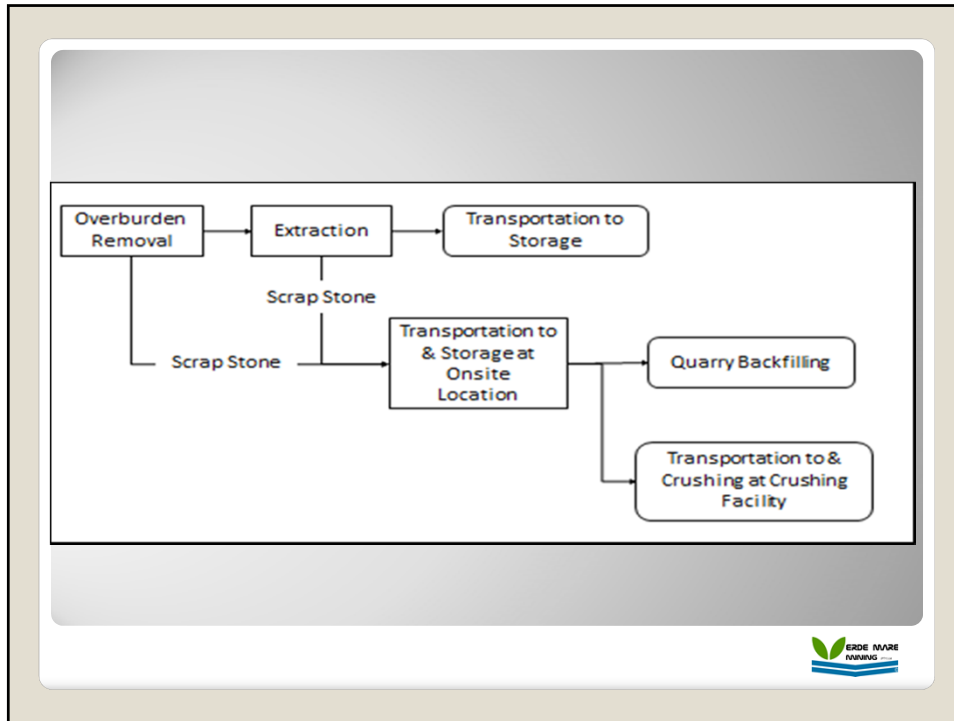 Overburden
Removal
Extraction
Transportation to
Storage
Scrap Stone
Scrap Stone
Transportation to
& Storage at
Onsite
Location
Quarry Backfilling
Transportation to &
Crushing at Crushing
Facility
ERDE MARE
MINING